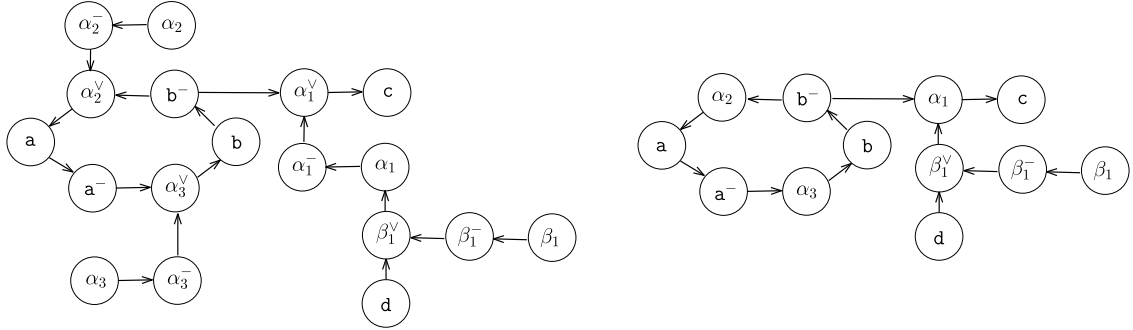 α₂⁻ α₂
α₂^∨ b⁻ α₁^∨ c
a b
α₁⁻ α₁
a⁻ α₃^∨
β₁^∨ β₁⁻ β₁
α₃ α₃⁻
d
α₂ b⁻ α₁ c
a b
β₁^∨ β₁⁻ β₁
a⁻ α₃
d